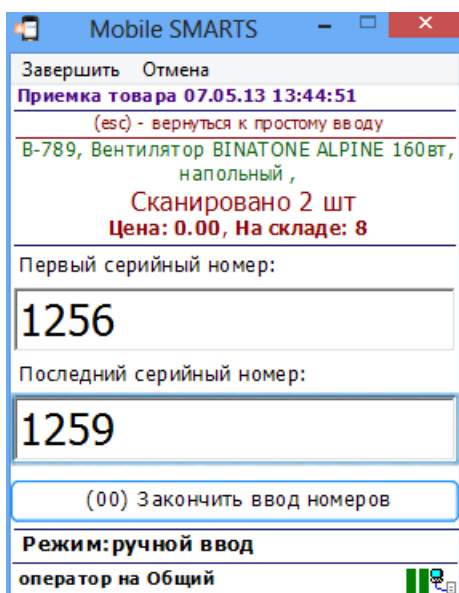 Mobile SMARTS
Завершить Отмена
Приемка товара 07.05.13 13:44:51
(esc) - вернуться к простому вводу
В-789, Вентилятор BINATONE ALPINE 160вт,
напольный ,
Сканировано 2 шт
Цена: 0.00, На складе: 8
Первый серийный номер:
1256
Последний серийный номер:
1259
(00) Закончить ввод номеров
Режим:ручной ввод
оператор на Общий